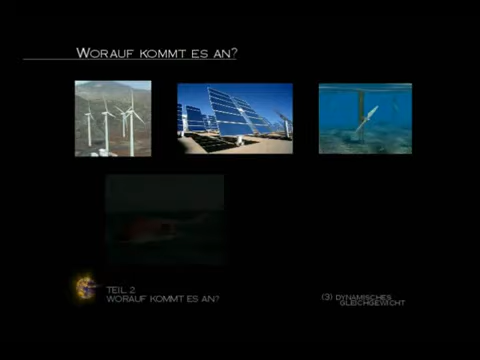 WORAUF KOMMT ES AN?
TEIL 2
WORAUF KOMMT ES AN?
(3) DYNAMISCHES
GLEICHGEWICHT